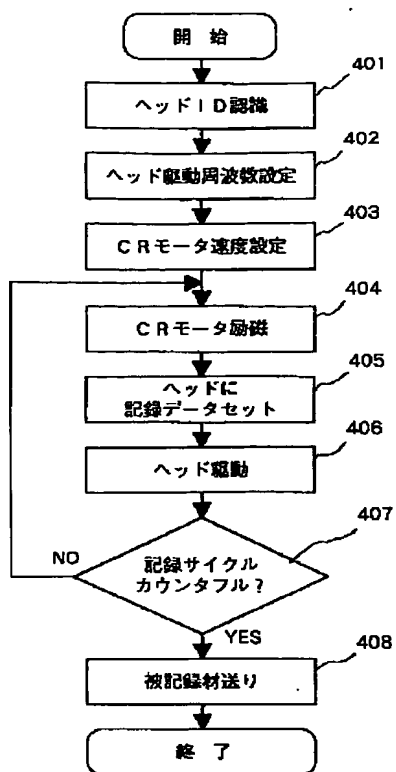 開 始
401
ヘッドID認識
402
ヘッド駆動周波数設定
403
CRモータ速度設定
404
CRモータ励磁
405
ヘッドに
記録データセット
406
ヘッド駆動
407
記録サイクル
カウンタフル?
NO
YES
408
被記録材送り
終 了